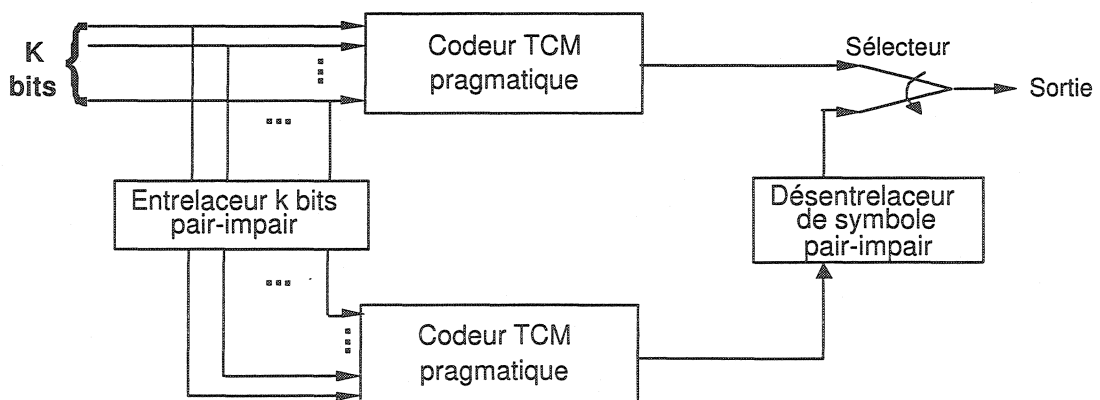 K
bits
Codeur TCM
pragmatique
Sélecteur
Sortie
Entrelaceur k bits
pair-impair
Désentrelaceur
de symbole
pair-impair
Codeur TCM
pragmatique